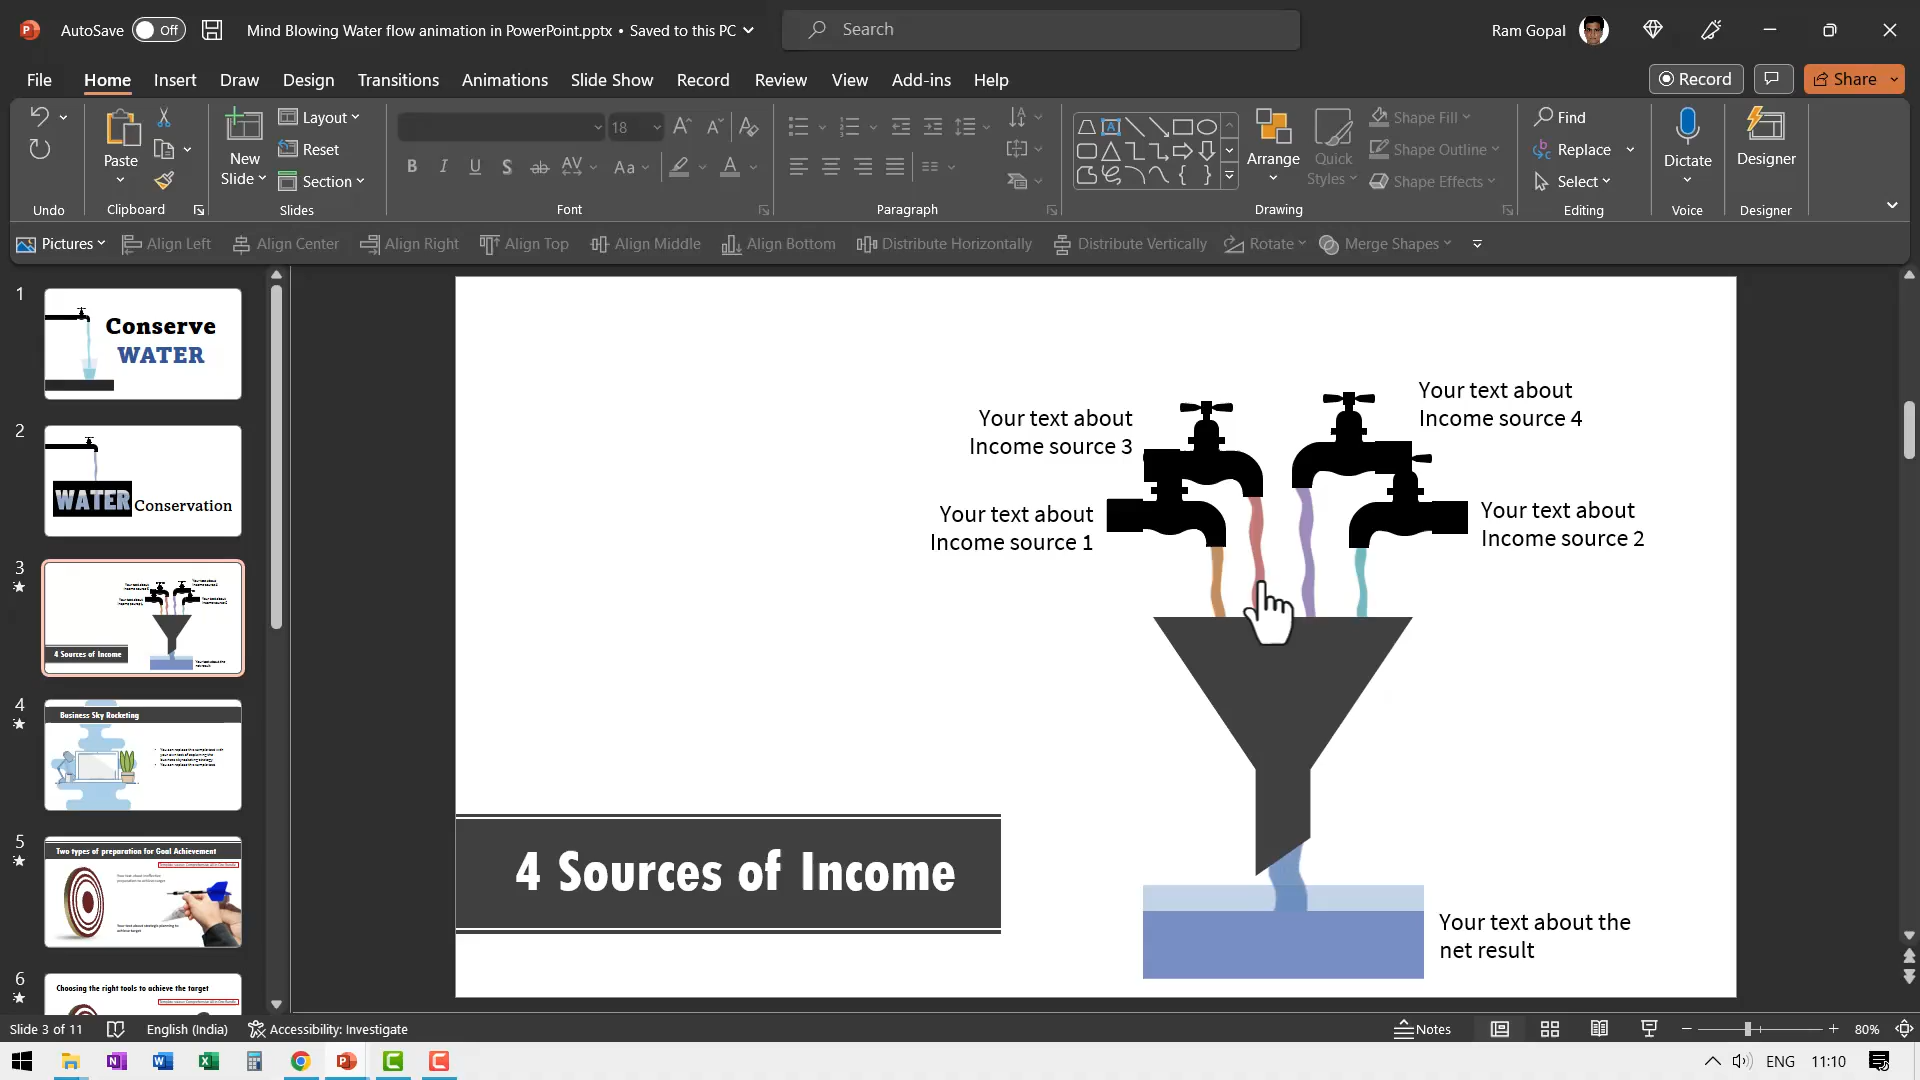 AutoSave Off Mind Blowing Water flow animation in PowerPoint.pptx • Saved to this PC Search Ram Gopal
File Home Insert Draw Design Transitions Animations Slide Show Record Review View Add-ins Help Record Share
Undo
Paste
Clipboard
New Slide
Layout
Reset
Section
Slides
18
Font
Paragraph
Arrange
Quick Styles
Shape Fill
Shape Outline
Shape Effects
Drawing
Find
Replace
Select
Editing
Dictate
Voice
Designer
Designer
Pictures Align Left Align Center Align Right Align Top Align Middle Align Bottom Distribute Horizontally Distribute Vertically Rotate Merge Shapes
1
Conserve
WATER
2
WATER Conservation
3
4 Sources of Income
4
Business Sky Rocketing
5
Two types of preparation for Goal Achievement
6
Choosing the right tools to achieve the target
Your text about
Income source 3
Your text about
Income source 4
Your text about
Income source 1
Your text about
Income source 2
4 Sources of Income
Your text about the
net result
Slide 3 of 11 English (India) Accessibility: Investigate Notes 80%
ENG 11:10